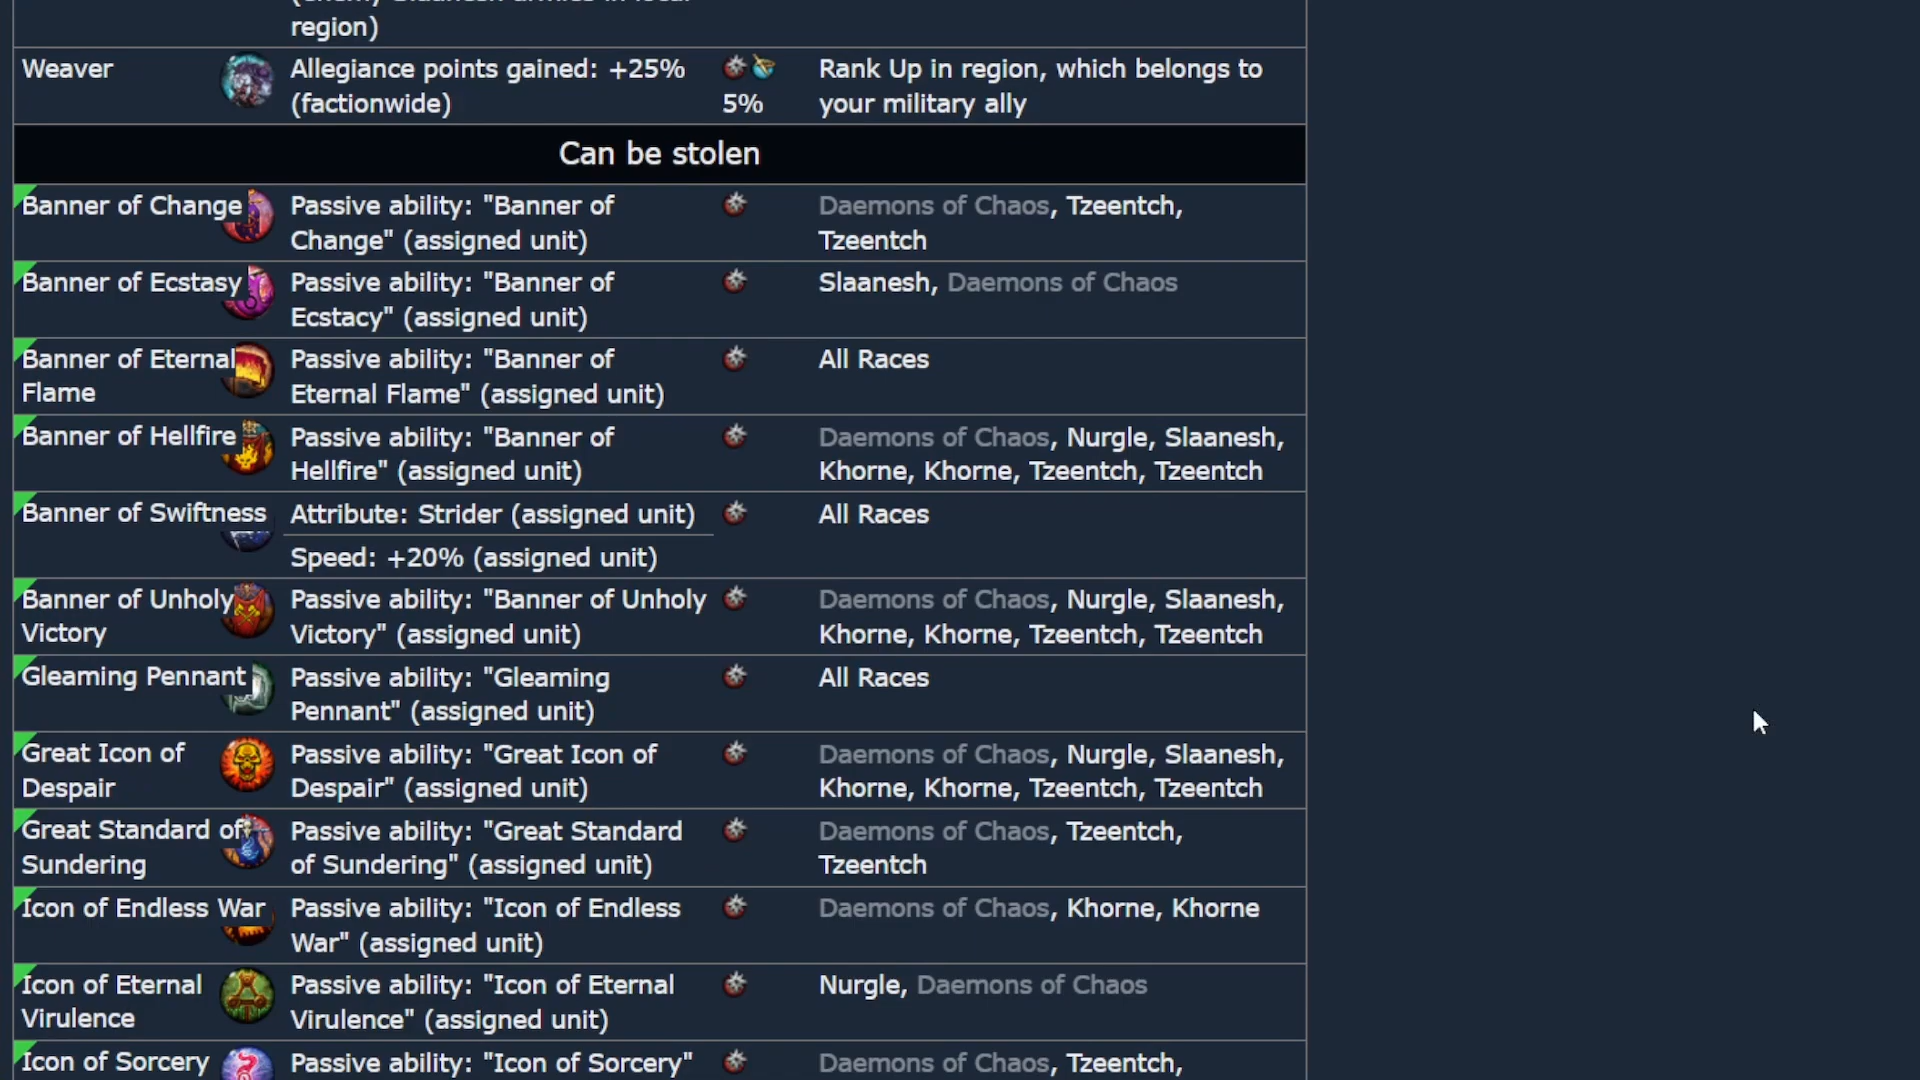 region)
Weaver
Allegiance points gained: +25%
(factionwide)
5%
Rank Up in region, which belongs to
your military ally
Can be stolen
Banner of Change
Passive ability: "Banner of
Change" (assigned unit)
Daemons of Chaos, Tzeentch,
Tzeentch
Banner of Ecstasy
Passive ability: "Banner of
Ecstacy" (assigned unit)
Slaanesh, Daemons of Chaos
Banner of Eternal
Flame
Passive ability: "Banner of
Eternal Flame" (assigned unit)
All Races
Banner of Hellfire
Passive ability: "Banner of
Hellfire" (assigned unit)
Daemons of Chaos, Nurgle, Slaanesh,
Khorne, Khorne, Tzeentch, Tzeentch
Banner of Swiftness
Attribute: Strider (assigned unit)
Speed: +20% (assigned unit)
All Races
Banner of Unholy
Victory
Passive ability: "Banner of Unholy
Victory" (assigned unit)
Daemons of Chaos, Nurgle, Slaanesh,
Khorne, Khorne, Tzeentch, Tzeentch
Gleaming Pennant
Passive ability: "Gleaming
Pennant" (assigned unit)
All Races
Great Icon of
Despair
Passive ability: "Great Icon of
Despair" (assigned unit)
Daemons of Chaos, Nurgle, Slaanesh,
Khorne, Khorne, Tzeentch, Tzeentch
Great Standard of
Sundering
Passive ability: "Great Standard
of Sundering" (assigned unit)
Daemons of Chaos, Tzeentch,
Tzeentch
Icon of Endless War
Passive ability: "Icon of Endless
War" (assigned unit)
Daemons of Chaos, Khorne, Khorne
Icon of Eternal
Virulence
Passive ability: "Icon of Eternal
Virulence" (assigned unit)
Nurgle, Daemons of Chaos
Icon of Sorcery
Passive ability: "Icon of Sorcery"
Daemons of Chaos, Tzeentch,